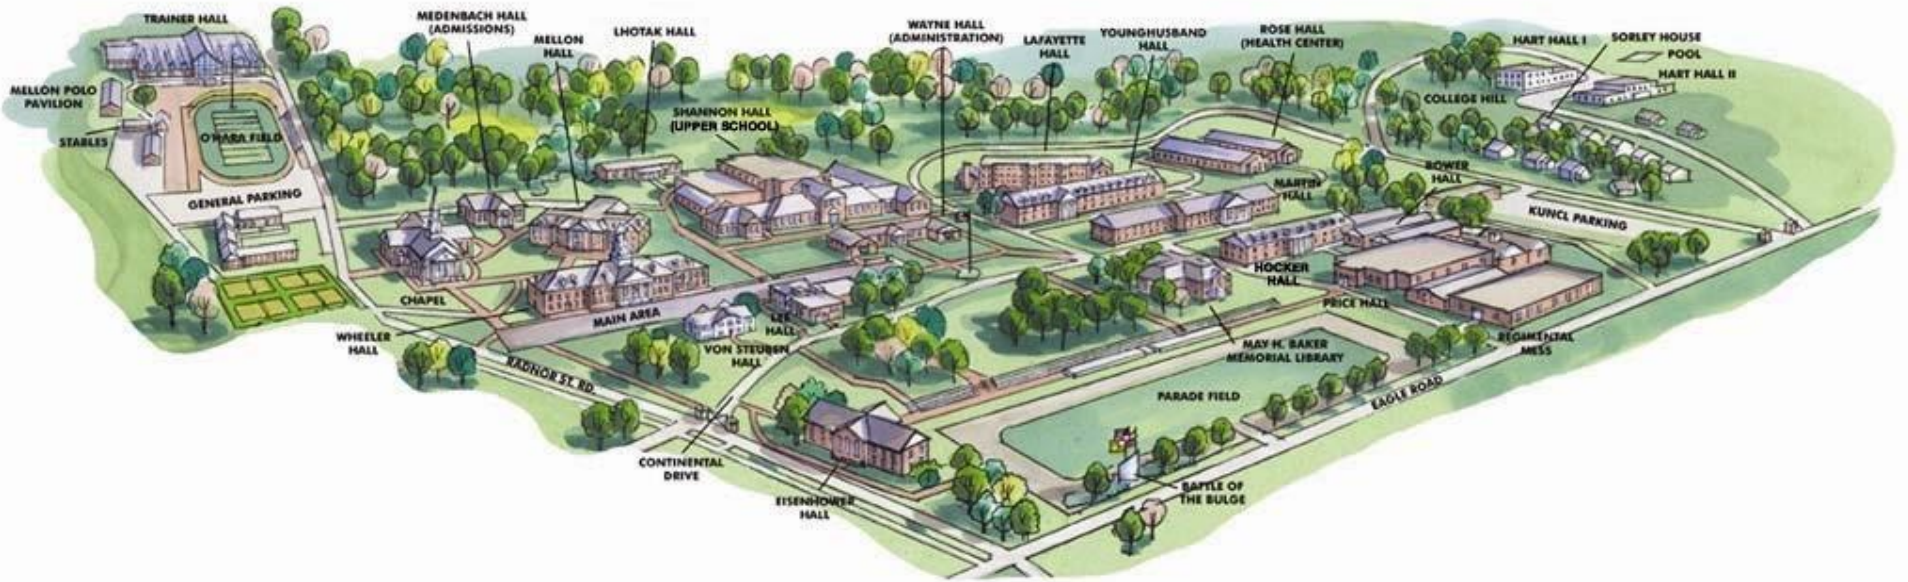 TRAINER HALL
MEDENBACH HALL
(ADMISSIONS)
MELLON
HALL
LHOTAK HALL
WAYNE HALL
(ADMINISTRATION)
LAFAYETTE
HALL
YOUNGHUSBAND
HALL
ROSE HALL
(HEALTH CENTER)
HART HALL I
SORLEY HOUSE
POOL
HART HALL II
MELLON POLO
PAVILION
STABLES
O'HARA FIELD
SHANNON HALL
(UPPER SCHOOL)
COLLEGE HILL
GENERAL PARKING
MARTIN
HALL
BOWER
HALL
KUNCL PARKING
CHAPEL
HOCKER
HALL
PRICE HALL
WHEELER
HALL
MAIN AREA
LEE
HALL
VON STEUBEN
HALL
MAY H. BAKER
MEMORIAL LIBRARY
REGIMENTAL
MESS
RADNOR ST. RD.
PARADE FIELD
EAGLE ROAD
CONTINENTAL
DRIVE
EISENHOWER
HALL
BATTLE OF
THE BULGE